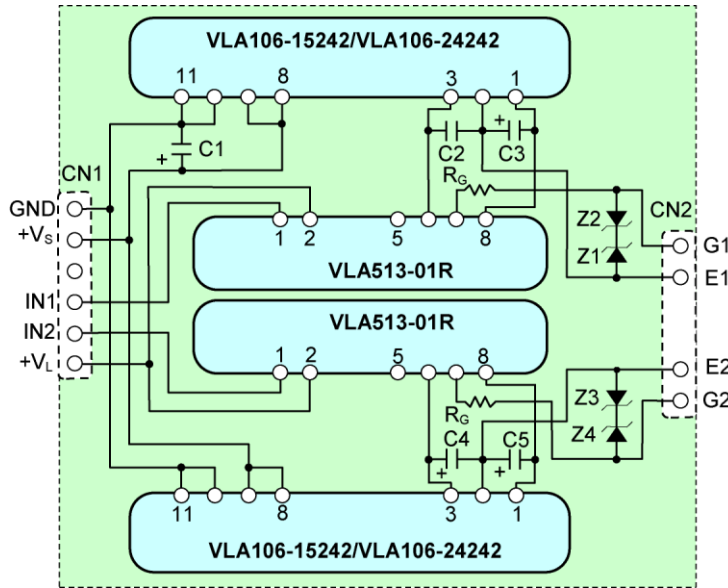 VLA106-15242/VLA106-24242
11 8 3 1
+ C1 C2 + C3
CN1
RG
GND
+VS
IN1
IN2
+VL
1 2 5 8
VLA513-01R
Z2
Z1
CN2
G1
E1
E2
G2
VLA513-01R
1 2 5 8
RG
Z3
Z4
C4 C5
+ +
11 8 3 1
VLA106-15242/VLA106-24242